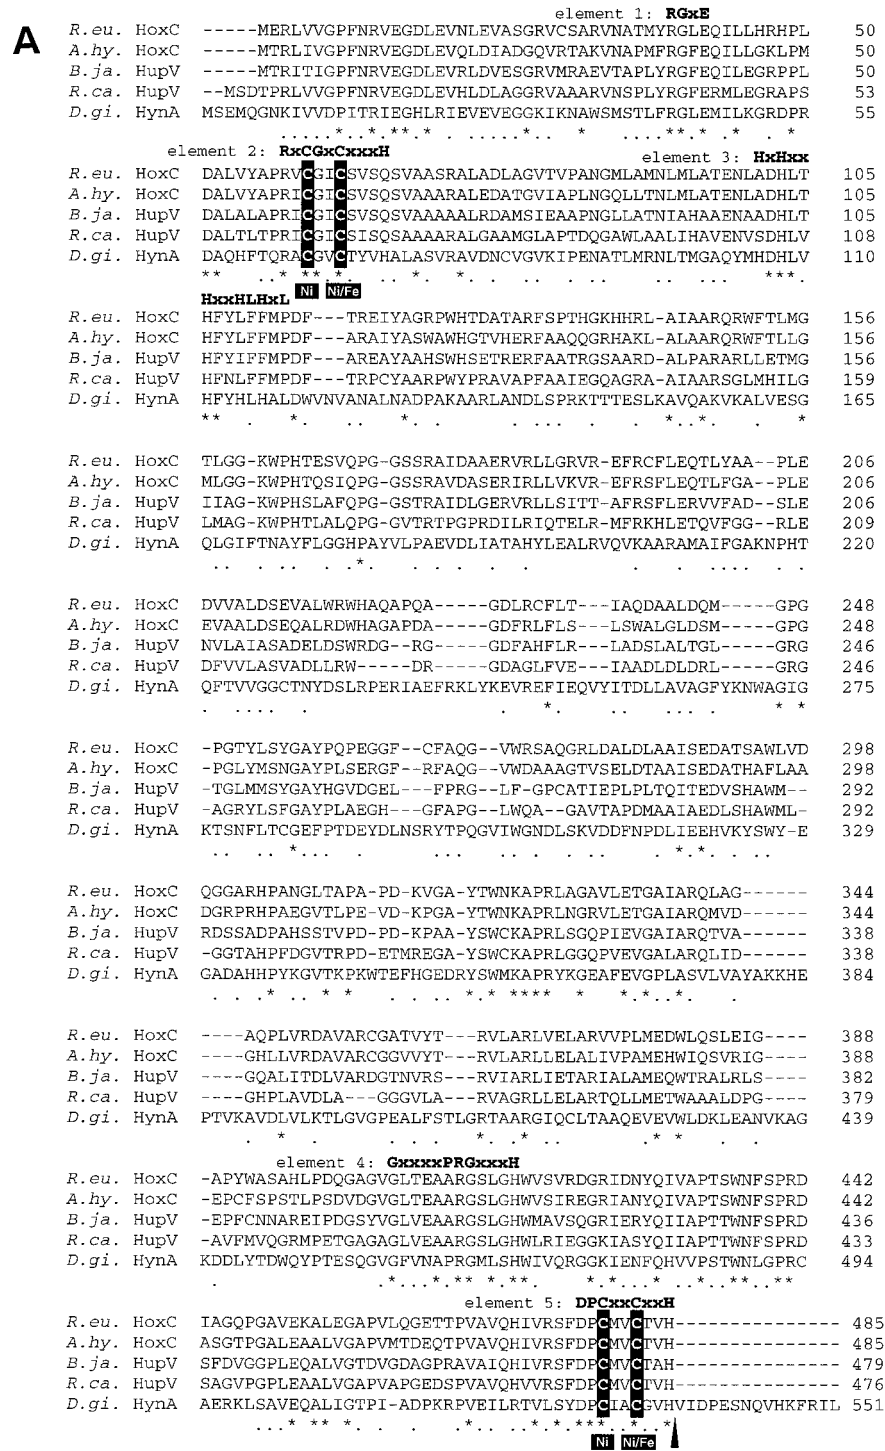 A
element 1: RGxE
R.eu. HoxC -----MERLVVGPFNRVEGDLEVNLEVASGRVCSARVNATMYRGLEQILLHRHPL 50
A.hy. HoxC -----MTRLVVGPFNRVEGDLEVQLDIADGQVRTAKVNAPMFRGFEQILLGKLPM 50
B.ja. HupV -----MTRITIGPFNRVEGDLEVRLDVESGRVMRAEVTAPLYRGFEQILEGRPPL 50
R.ca. HupV --MSDTPRLVVGPFNRVEGDLEVHLDLAGGRVAAARVNSPLYRGFERMLEGRAPS 53
D.gi. HynA MSEMQGNKIVVDPITRIEGHLRIEVEVEGGKIKNAWSMSTLFRGLEMILKGRDPR 55
element 2: RxCGxCxxxH element 3: HxHxx
R.eu. HoxC DALVYAPRVCGICSVSQSVAASRALADLAGVTVPANGMLAMNLMLATENLADHLT 105
A.hy. HoxC DALVYAPRICGICSVSQSVAAARALEDATGVIAPLNGQLLTNLMLATENLADHLT 105
B.ja. HupV DALALAPRICGICSVSQSVAAAAALRDAMSIEAAPNGLLATNIAHAAENAADHLT 105
R.ca. HupV DALTLTPRICGICSISQSAAAARALGAAMGLAPTDQGAWLAALIHAVENVSDHLV 108
D.gi. HynA DAQHFTQRACGVCTYVHALASVRAVDNCVGVKIPENATLMRNLTMGAQYMHDHLV 110
HxxHLHxL Ni Ni/Fe
R.eu. HoxC HFYLFFMPDF---TREIYAGRPWHTDATARFSPTHGKHHRL-AIAARQRWFTLMG 156
A.hy. HoxC HFYLFFMPDF---ARAIYASWAWHGTVHERFAAQQGRHAKL-ALAARQRWFTLLG 156
B.ja. HupV HFYIFFMPDF---AREAYAAHSWHSETRERFAATRGSAARD-ALPARARLLETMG 156
R.ca. HupV HFNLFFMPDF---TRPCYAARPWYPRAVAPFAAIEGQAGRA-AIAARSGLMHILG 159
D.gi. HynA HFYHLHALDWVNVANALNADPAKAARLANDLSPRKTTTESLKAVQAKVKALVESG 165
R.eu. HoxC TLGG-KWPHTESVQPG-GSSRAIDAAERVRLLGRVR-EFRCFLEQTLYAA--PLE 206
A.hy. HoxC MLGG-KWPHTQSIQPG-GSSRAVDASERIRLLVKVR-EFRSFLEQTLFGA--PLE 206
B.ja. HupV IIAG-KWPHSLAFQPG-GSTRAIDLGERVRLLSITT-AFRSFLERVVFAD--SLE 206
R.ca. HupV LMAG-KWPHTLALQPG-GVTRTPGPRDILRIQTELR-MFRKHLETQVFGG--RLE 209
D.gi. HynA QLGIFTNAYFLGGHPAYVLPAEVDLIATAHYLEALRVQVKAARAMAIFGAKNPHT 220
R.eu. HoxC DVVALDSEVALWRWHAQAPQA-----GDLRCFLT---IAQDAALDQM-----GPG 248
A.hy. HoxC EVAALDSEQALRDWHAGAPDA-----GDFRLFLS---LSWALGLDSM-----GPG 248
B.ja. HupV NVLAIASADELDSWRDG--RG-----GDFAHFLR---LADSLALTGL-----GRG 246
R.ca. HupV DFVVLASVADLLRW-----DR-----GDAGLFVE---IAADLDLDRL-----GRG 246
D.gi. HynA QFTVVGGCTNYDSLRPERIAEFRKLYKEVREFIEQVYITDLLAVAGFYKNWAGIG 275
R.eu. HoxC -PGTYLSYGAYPQPEGGF--CFAQG--VWRSAQGRLDALDLAAISEDATSAWLVD 298
A.hy. HoxC -PGLYMSNGAYPLSERGF--RFAQG--VWDAAAGTVSELDTAAISEDATHAFLAA 298
B.ja. HupV -TGLMMSYGAYHGVDGEL---FPRG--LF-GPCATIEPLPLTQITEDVSHAWM-- 292
R.ca. HupV -AGRYLSFGAYPLAEGH---GFAPG--LWQA--GAVTAPDMAAIAEDLSHAWML- 292
D.gi. HynA KTSNFLTCGEFPTDEYDLNSRYTPQGVIWGNDLSKVDDFNPDLIEEHVKYSWY-E 329
R.eu. HoxC QGGARHPANGLTAPA-PD-KVGA-YTWNKAPRLAGAVLETGAIARQLAG------ 344
A.hy. HoxC DGRPRHPAEGVTLPE-VD-KPGA-YTWNKAPRLNGRVLETGAIARQMVD------ 344
B.ja. HupV RDSSADPAHSSTVPD-PD-KPAA-YSWCKAPRLSGQPIEVGAIARQTVA------ 338
R.ca. HupV -GGTAHPFDGVTRPD-ETMREGA-YSWCKAPRLGGQPVEVGALARQLID------ 338
D.gi. HynA GADAHHPYKGVTKPKWTEFHGEDRYSWMKAPRYKGEAFEVGPLASVLVAYAKKHE 384
R.eu. HoxC ----AQPLVRDAVARCGATVYT---RVLARLVELARVVPLMEDWLQSLEIG---- 388
A.hy. HoxC ----GHLLVRDAVARCGGVVYT---RVLARLLELALIVPAMEHWIQSVRIG---- 388
B.ja. HupV ----GQALITDLVARDGTNVRS---RVIARLIETARIALAMEQWTRALRLS---- 382
R.ca. HupV ----GHPLAVDLA---GGGVLA---RVAGRLLELARTQLLMETWAAALDPG---- 379
D.gi. HynA PTVKAVDLVLKTLGVGPEALFSTLGRTAARGIQCLTAAQEVEVWLDKLEANVKAG 439
element 4: GxxxxPRGxxxH
R.eu. HoxC -APYWASAHLPDQGAGVGLTEAARGSLGHWVSVRDGRIDNYQIVAPTSWNFSPRD 442
A.hy. HoxC -EPCFSPSTLPSDVDGVGLTEAARGSLGHWVSIREGRIANYQIVAPTSWNFSPRD 442
B.ja. HupV -EPFCNNAREIPDGSYVGLVEAARGSLGHWMAVSQGRIERYQIIAPTTWNFSPRD 436
R.ca. HupV -AVFMVQGRMPETGAGAGLVEAARGSLGHWLRIEGGKIASYQIIAPTTWNFSPRD 433
D.gi. HynA KDDLYTDWQYPTESQGVGFVNAPRGMLSHWIVQRGGKIENFQHVVPSTWNLGPRC 494
element 5: DPCxxCxxH
R.eu. HoxC IAGQPGAVEKALEGAPVLQGETTPVAVQHIVRSFDPCMVCTVH--------------- 485
A.hy. HoxC ASGTPGALEAALVGAPVMTDEQTPVAVQHIVRSFDPCMVCTVH--------------- 485
B.ja. HupV SFDVGGPLEQALVGTDVGDAGPRAVAIQHIVRSFDPCMVCTAH--------------- 479
R.ca. HupV SAGVPGPLEAALVGAPVAPGEDSPVAVQHVVRSFDPCMVCTVH--------------- 476
D.gi. HynA AERKLSAVEQALIGTPI-ADPKRPVEILRTVLSYDPCIACGVHVIDPESNQVHKFRIL 551
Ni Ni/Fe